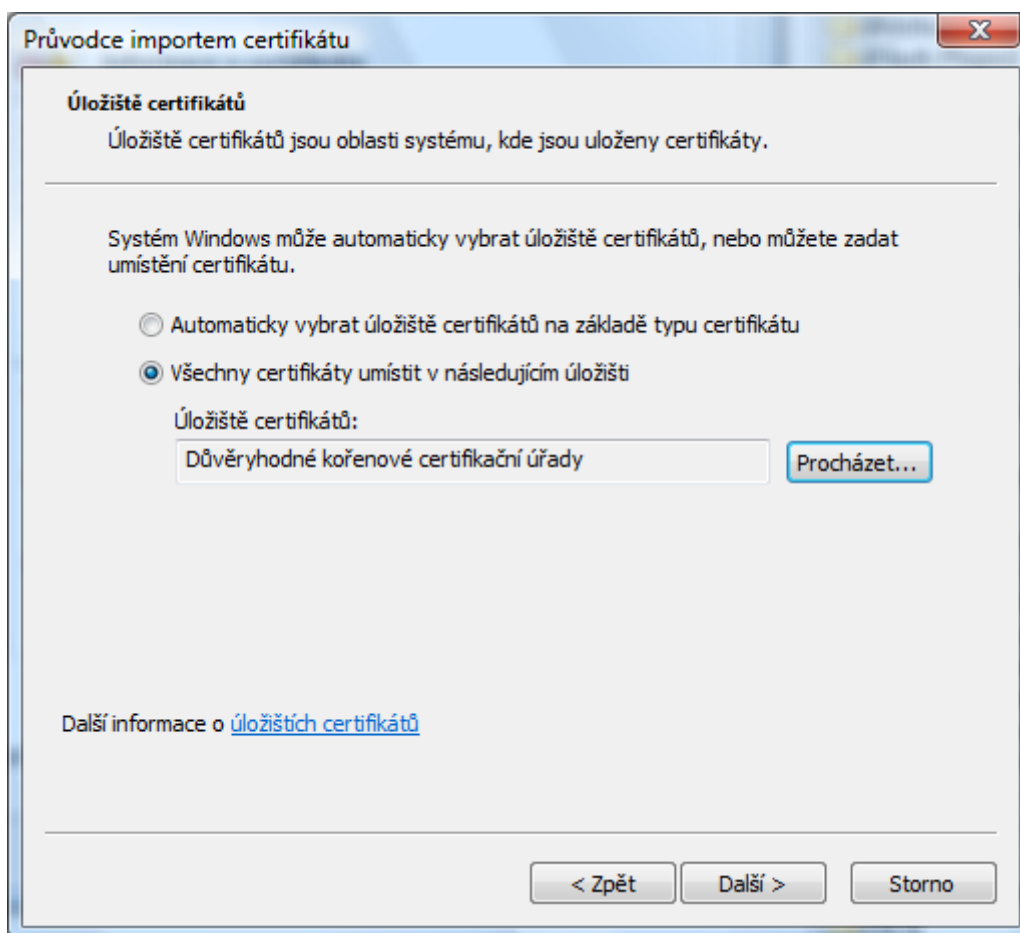 Průvodce importem certifikátu
Úložiště certifikátů
Úložiště certifikátů jsou oblasti systému, kde jsou uloženy certifikáty.
Systém Windows může automaticky vybrat úložiště certifikátů, nebo můžete zadat
umístění certifikátu.
Automaticky vybrat úložiště certifikátů na základě typu certifikátu
Všechny certifikáty umístit v následujícím úložišti
Úložiště certifikátů:
Důvěryhodné kořenové certifikační úřady
Procházet...
Další informace o úložištích certifikátů
< Zpět
Další >
Storno